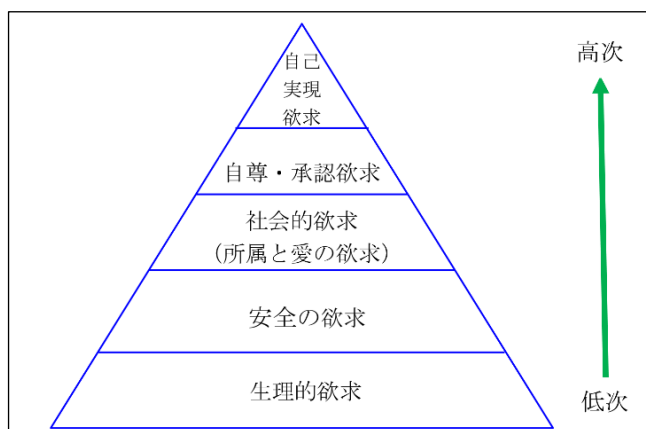 自己
実現
欲求
高次
自尊・承認欲求
社会的欲求
（所属と愛の欲求）
安全の欲求
生理的欲求
低次